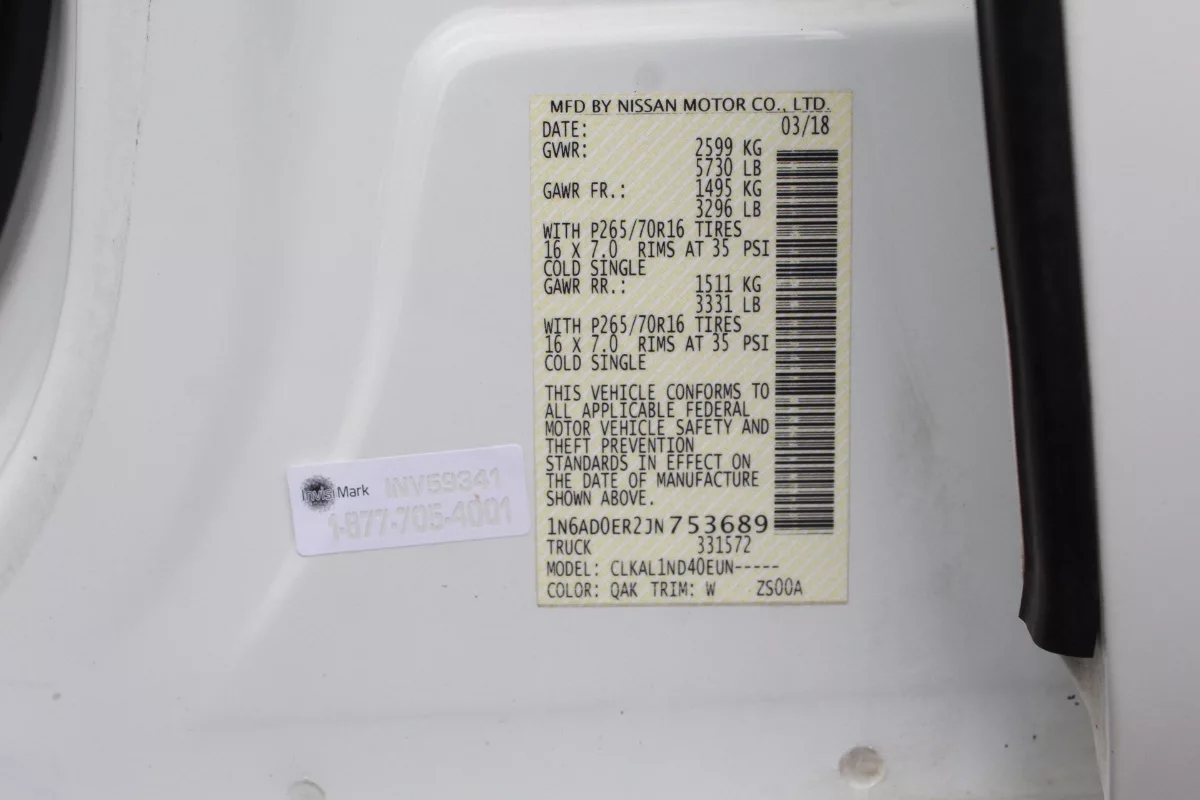 MFD BY NISSAN MOTOR CO., LTD.
DATE: 03/18
GVWR: 2599 KG
5730 LB
GAWR FR.: 1495 KG
3296 LB
WITH P265/70R16 TIRES
16 X 7.0 RIMS AT 35 PSI
COLD SINGLE
GAWR RR.: 1511 KG
3331 LB
WITH P265/70R16 TIRES
16 X 7.0 RIMS AT 35 PSI
COLD SINGLE
THIS VEHICLE CONFORMS TO
ALL APPLICABLE FEDERAL
MOTOR VEHICLE SAFETY AND
THEFT PREVENTION
STANDARDS IN EFFECT ON
THE DATE OF MANUFACTURE
SHOWN ABOVE.
1N6AD0ER2JN753689
TRUCK 331572
MODEL: CLKAL1ND40EUN-----
COLOR: QAK TRIM: W ZS00A
InvisiMark INV59341
1-877-705-4001